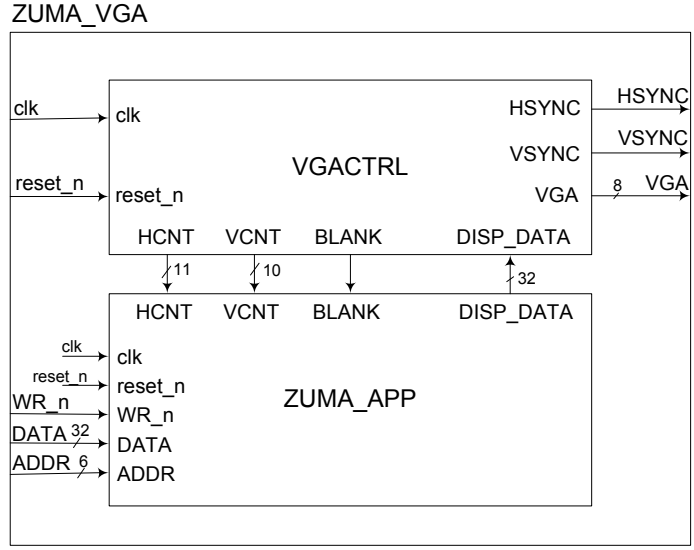 ZUMA_VGA
clk
clk
HSYNC
HSYNC
VSYNC
VSYNC
VGACTRL
reset_n
reset_n
VGA
8
VGA
HCNT VCNT BLANK DISP_DATA
11
10
32
HCNT VCNT BLANK DISP_DATA
clk
clk
reset_n
reset_n
ZUMA_APP
WR_n
WR_n
DATA 32
DATA
ADDR 6
ADDR